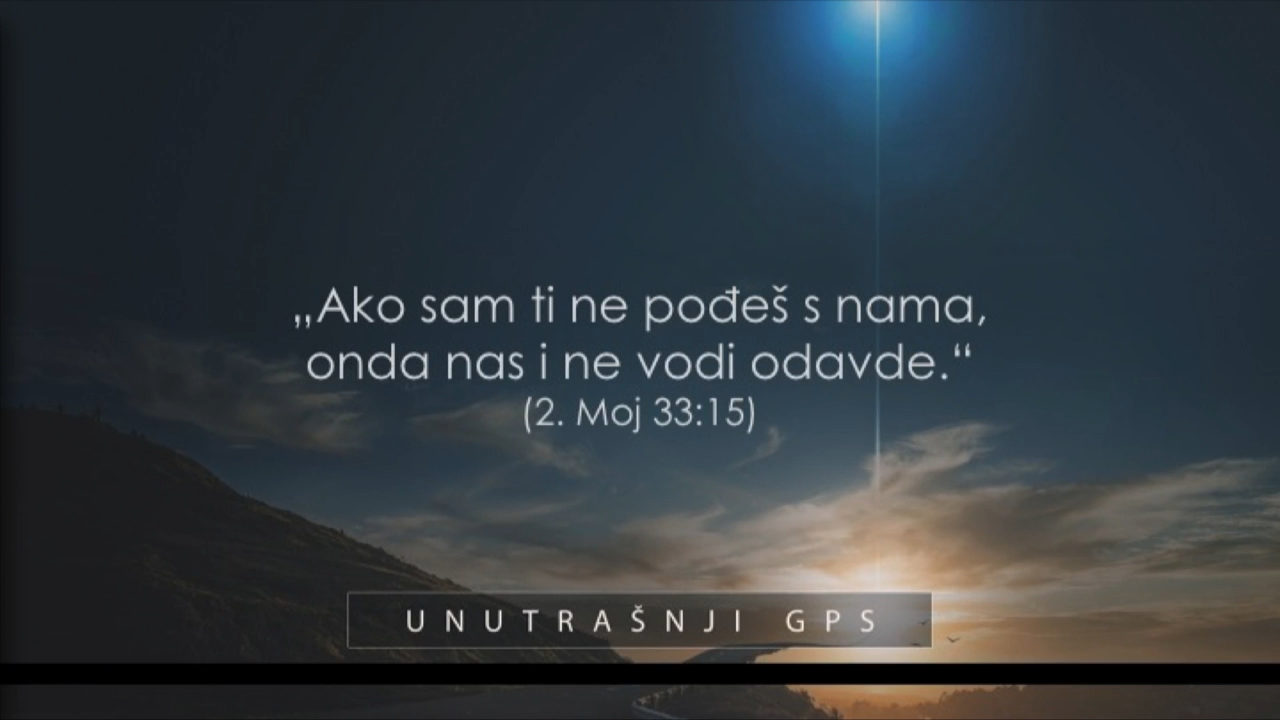 „Ako sam ti ne pođeš s nama,
onda nas i ne vodi odavde.“
(2. Moj 33:15)
UNUTRAŠNJI GPS